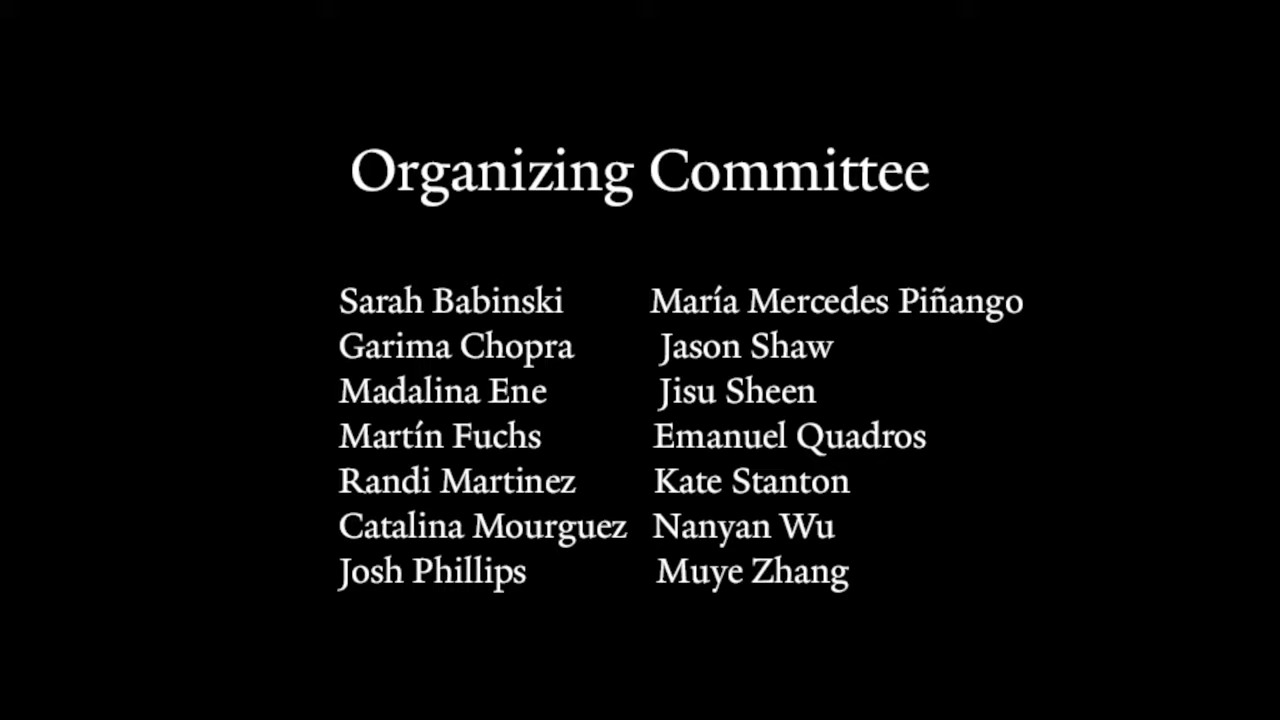 Organizing Committee
Sarah Babinski María Mercedes Piñango
Garima Chopra Jason Shaw
Madalina Ene Jisu Sheen
Martín Fuchs Emanuel Quadros
Randi Martinez Kate Stanton
Catalina Mourguez Nanyan Wu
Josh Phillips Muye Zhang